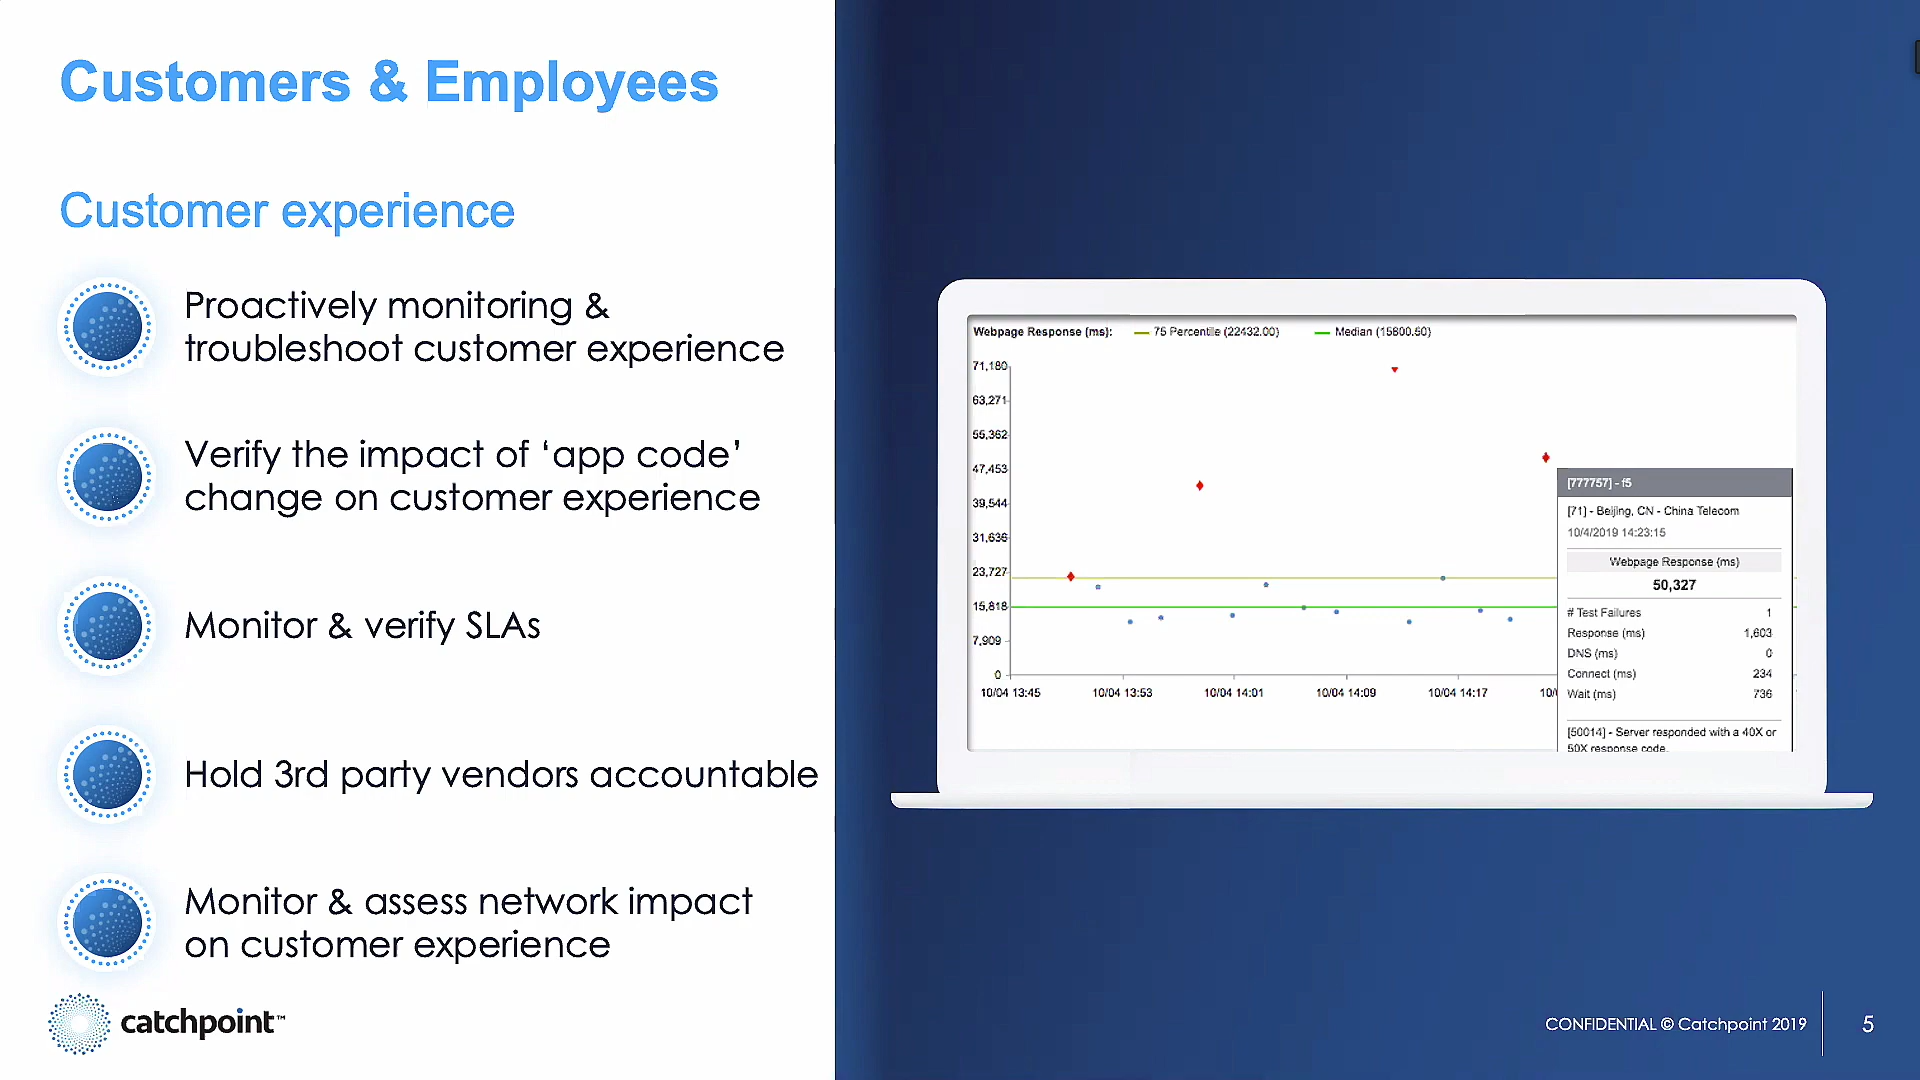 Customers & Employees
Customer experience
Proactively monitoring &
troubleshoot customer experience
Verify the impact of ‘app code’
change on customer experience
Monitor & verify SLAs
Hold 3rd party vendors accountable
Monitor & assess network impact
on customer experience
catchpoint™
Webpage Response (ms): 75 Percentile (22432.00) Median (15800.50)
71,180
63,271
55,362
47,453
39,544
31,636
23,727
15,818
7,909
0
10/04 13:45 10/04 13:53 10/04 14:01 10/04 14:09 10/04 14:17 10/
[777757] - f5
[71] - Beijing, CN - China Telecom
10/4/2019 14:23:15
Webpage Response (ms)
50,327
# Test Failures 1
Response (ms) 1,603
DNS (ms) 0
Connect (ms) 234
Wait (ms) 736
[50014] - Server responded with a 40X or
50X response code.
CONFIDENTIAL © Catchpoint 2019 5